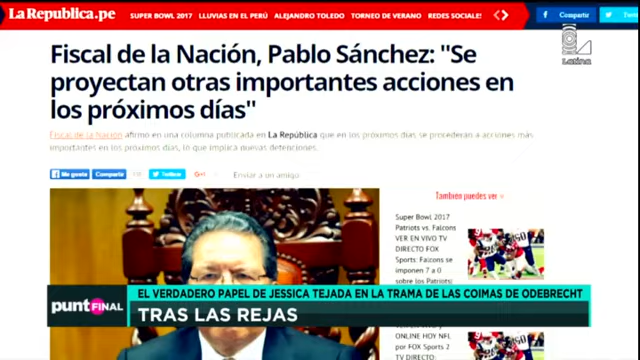 LaRepublica.pe
SUPER BOWL 2017 LLUVIAS EN EL PERÚ ALEJANDRO TOLEDO TORNEO DE VERANO REDES SOCIALES
Compartir Twitter
Latina
Fiscal de la Nación, Pablo Sánchez: "Se
proyectan otras importantes acciones en
los próximos días"
Fiscal de la Nación afirmó en una columna publicada en La República que en los próximos días se procederán a acciones más
importantes en los próximos días, lo que implica nuevas detenciones.
Me gusta Compartir Twitter G+ Enviar a un amigo
También puedes ver
Super Bowl 2017
Patriots vs. Falcons
VER EN VIVO TV
DIRECTO FOX
Sports: Falcons se
imponen 7 a 0
sobre los Patriots
EL VERDADERO PAPEL DE JESSICA TEJADA EN LA TRAMA DE LAS COIMAS DE ODEBRECHT
punto FINAL
TRAS LAS REJAS
ONLINE HOY NFL
por FOX Sports 2
TV DIRECTO